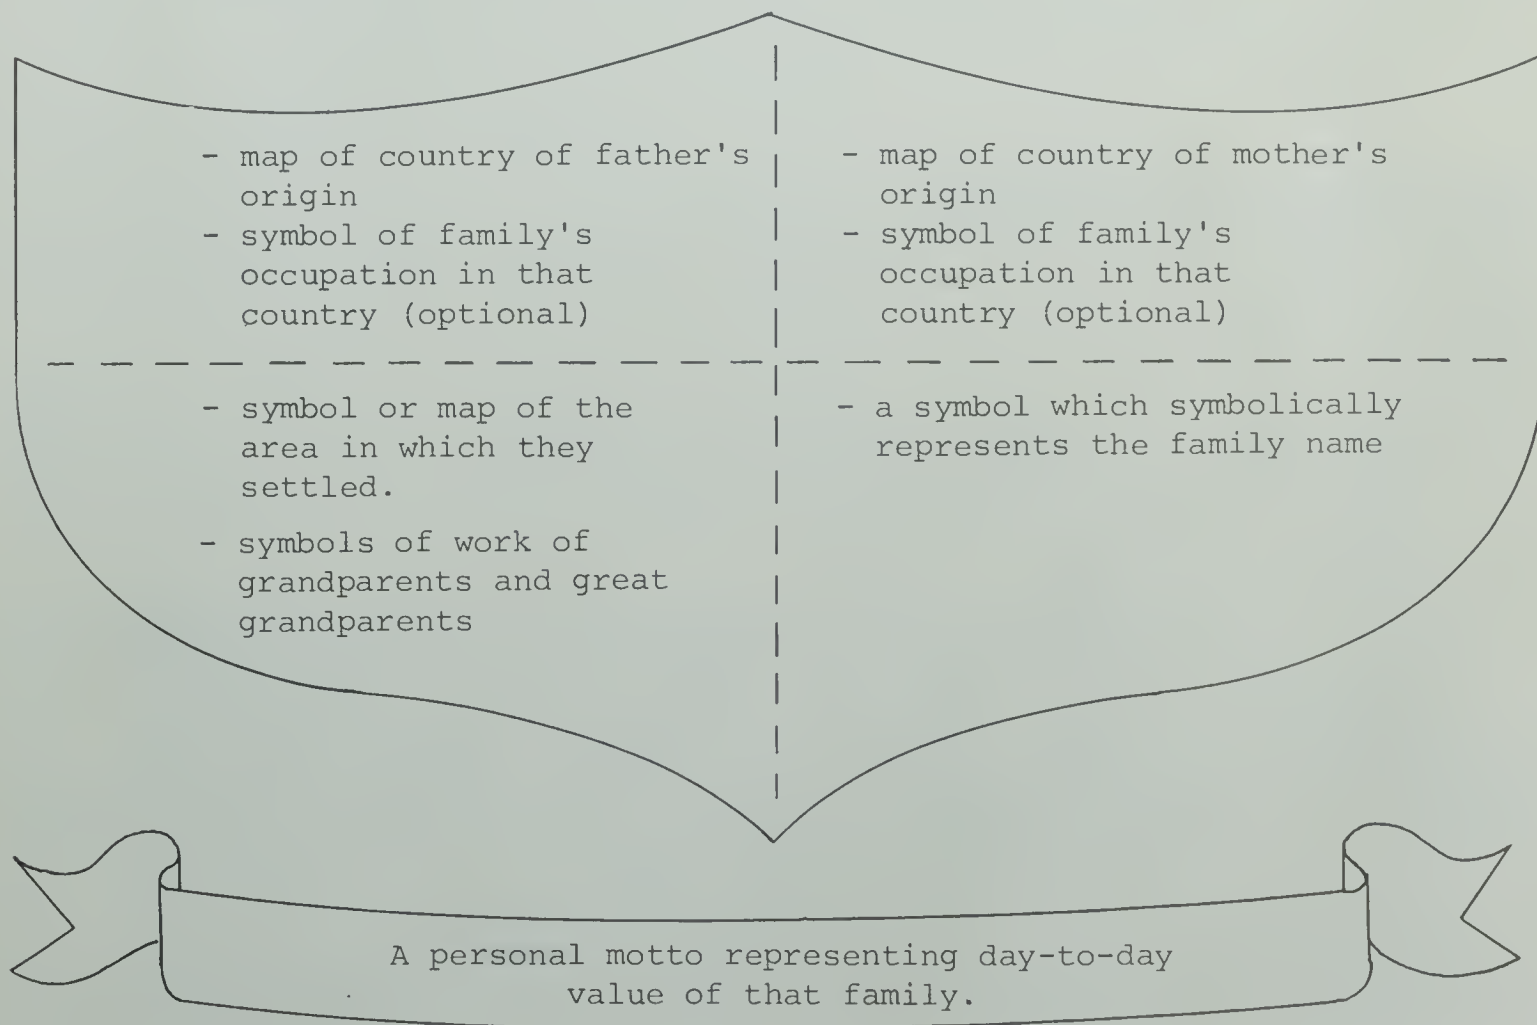 - map of country of father's
origin
- symbol of family's
occupation in that
country (optional)
- map of country of mother's
origin
- symbol of family's
occupation in that
country (optional)
- symbol or map of the
area in which they
settled.
- symbols of work of
grandparents and great
grandparents
- a symbol which symbolically
represents the family name
A personal motto representing day-to-day
value of that family.